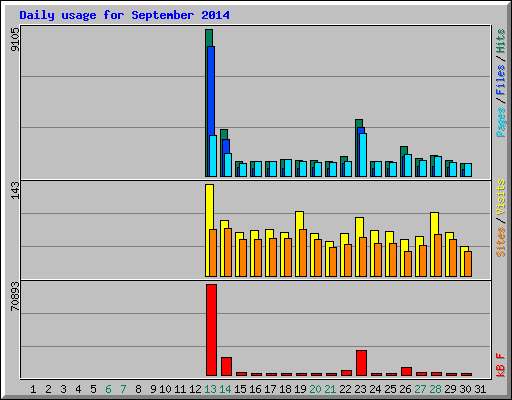 Daily usage for September 2014
9105
Pages / Files / Hits
143
Sites / Visits
70893
kB F
1 2 3 4 5 6 7 8 9 10 11 12 13 14 15 16 17 18 19 20 21 22 23 24 25 26 27 28 29 30 31